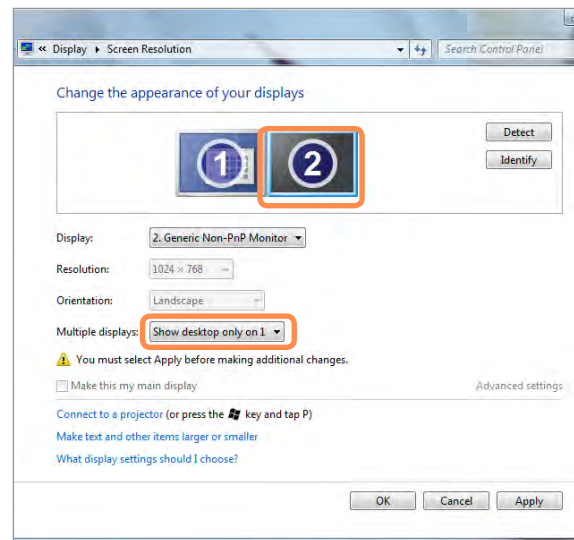 « Display ▸ Screen Resolution Search Control Panel
Change the appearance of your displays
1 2
Detect
Identify
Display: 2. Generic Non-PnP Monitor
Resolution: 1024 × 768
Orientation: Landscape
Multiple displays: Show desktop only on 1
You must select Apply before making additional changes.
Make this my main display Advanced settings
Connect to a projector (or press the key and tap P)
Make text and other items larger or smaller
What display settings should I choose?
OK Cancel Apply